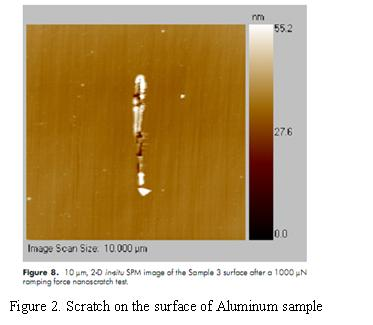 nm
55.2
27.6
0.0
Image Scan Size: 10.000 µm
Figure 8. 10 µm, 2-D in-situ SPM image of the Sample 3 surface after a 1000 µN
ramping force nanoscratch test.
Figure 2. Scratch on the surface of Aluminum sample